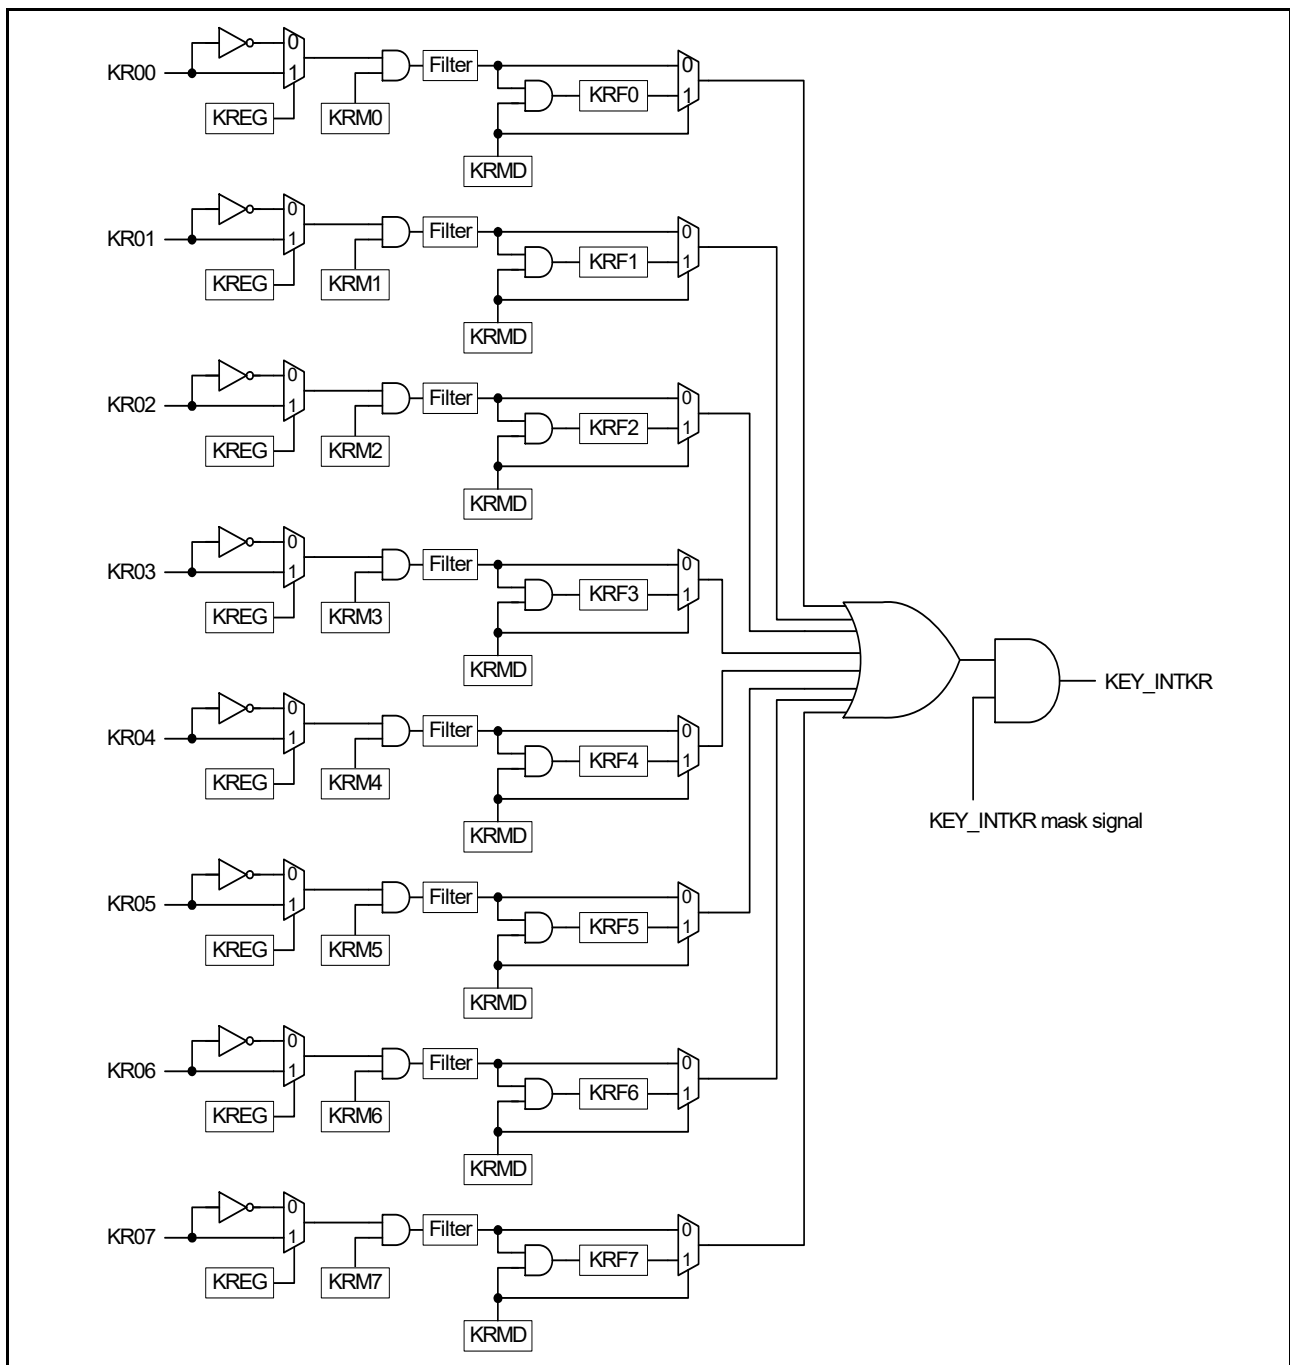 0
KR00
1
Filter
0
KREG
KRM0
KRF0
1
KRMD
0
KR01
1
Filter
0
KREG
KRM1
KRF1
1
KRMD
0
KR02
1
Filter
0
KREG
KRM2
KRF2
1
KRMD
0
KR03
1
Filter
0
KREG
KRM3
KRF3
1
KRMD
KEY_INTKR
0
KR04
1
Filter
0
KREG
KRM4
KRF4
1
KRMD
KEY_INTKR mask signal
0
KR05
1
Filter
0
KREG
KRM5
KRF5
1
KRMD
0
KR06
1
Filter
0
KREG
KRM6
KRF6
1
KRMD
0
KR07
1
Filter
0
KREG
KRM7
KRF7
1
KRMD